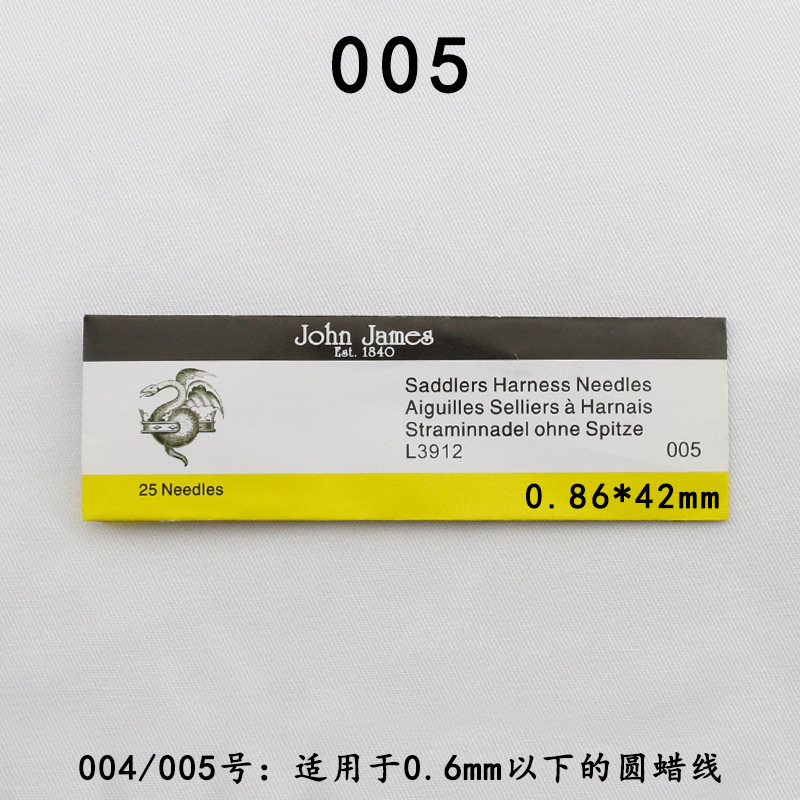 005
John James
Est. 1840
Saddlers Harness Needles
Aiguilles Selliers à Harnais
Straminnadel ohne Spitze
L3912 005
25 Needles
0.86*42mm
004/005号：适用于0.6mm以下的圆蜡线